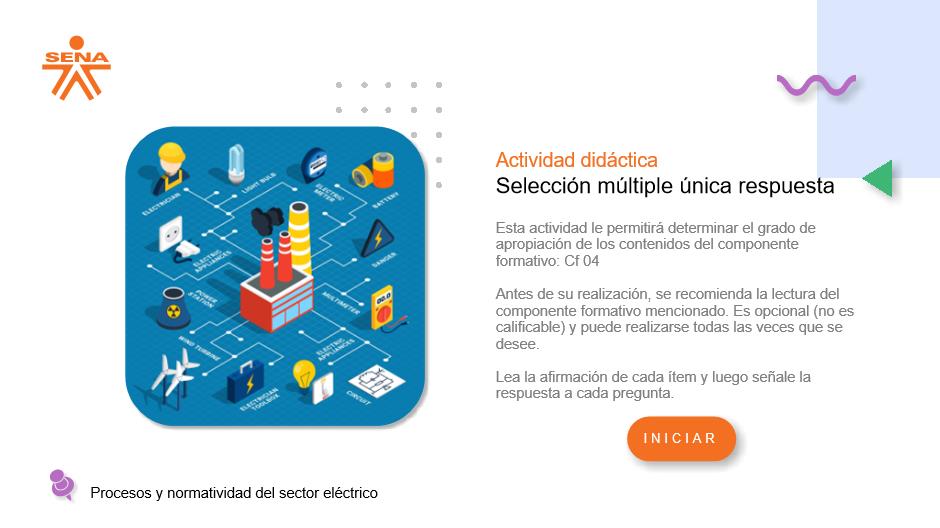 SENA
ELECTRICIAN
LIGHT BULB
ELECTRIC
METER
BATTERY
ELECTRIC
APPLIANCES
DANGER
POWER
STATION
MULTIMETER
00.0
WIND TURBINE
ELECTRIC
APPLIANCES
ELECTRICIAN
TOOLBOX
CIRCUIT
Actividad didáctica
Selección múltiple única respuesta
Esta actividad le permitirá determinar el grado de
apropiación de los contenidos del componente
formativo: Cf 04
Antes de su realización, se recomienda la lectura del
componente formativo mencionado. Es opcional (no es
calificable) y puede realizarse todas las veces que se
desee.
Lea la afirmación de cada ítem y luego señale la
respuesta a cada pregunta.
INICIAR
Procesos y normatividad del sector eléctrico